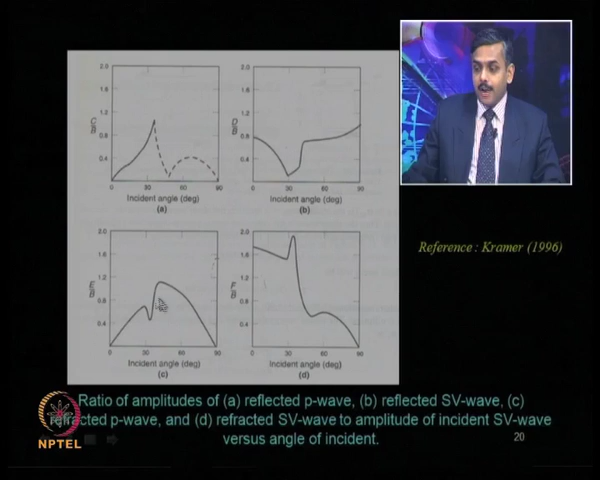 2.0
1.6
1.2
0.8
0.4
0
30
60
90
Incident angle (deg)
(a)
2.0
1.6
1.2
0.8
0.4
0
30
60
90
Incident angle (deg)
(b)
Reference : Kramer (1996)
2.0
1.6
1.2
0.8
0.4
0
30
60
90
Incident angle (deg)
(c)
2.0
1.6
1.2
0.8
0.4
0
30
60
90
Incident angle (deg)
(d)
Ratio of amplitudes of (a) reflected p-wave, (b) reflected SV-wave, (c)
refracted p-wave, and (d) refracted SV-wave to amplitude of incident SV-wave
versus angle of incident.
20
NPTEL